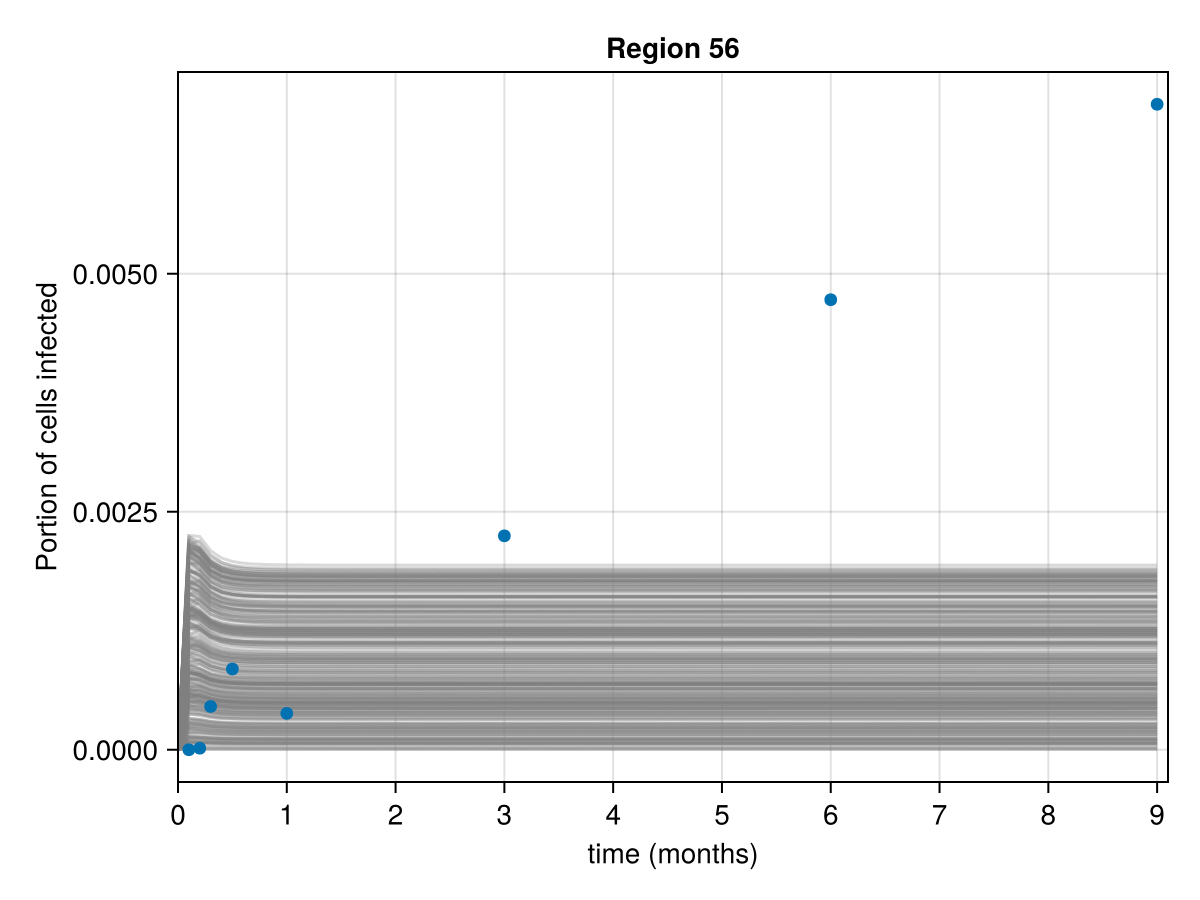 Region 56
Portion of cells infected
0.0050
0.0025
0.0000
0 1 2 3 4 5 6 7 8 9
time (months)